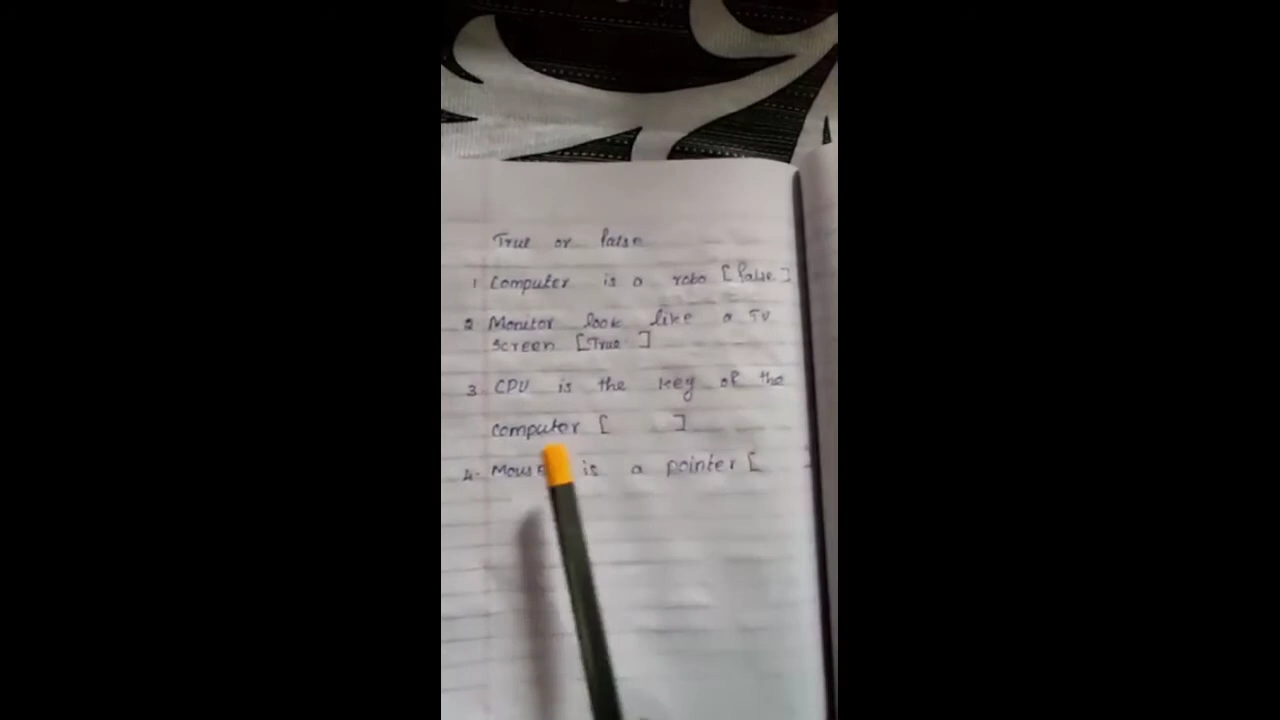 True or false
1 Computer is a robo [false]
2 Monitor look like a TV
screen [True ]
3. CPU is the key of the
computer [ ]
4. Mouse is a pointer [